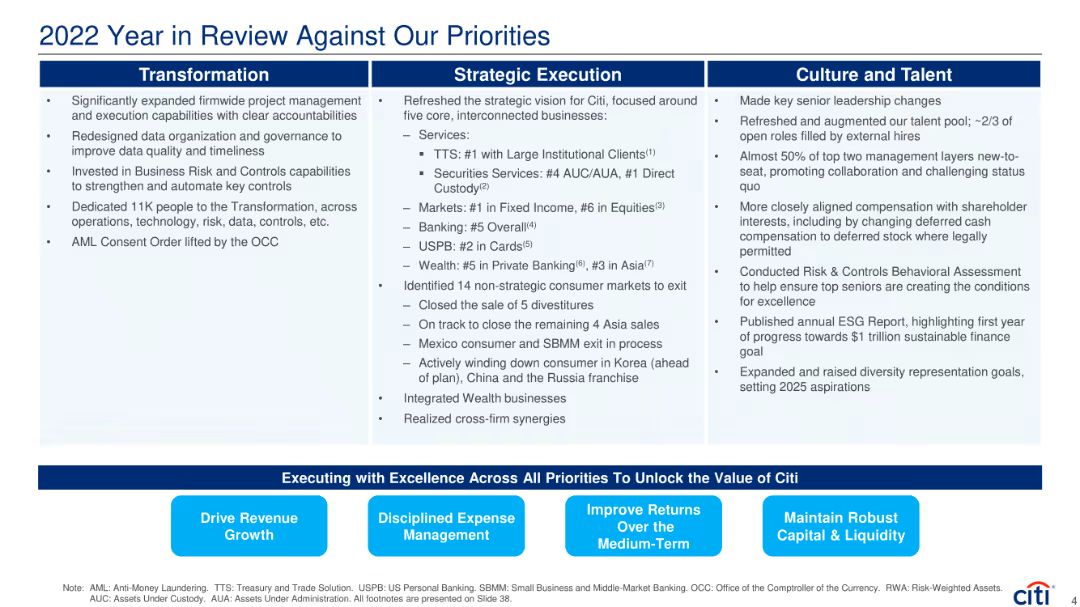 2022 Year in Review Against Our Priorities
Transformation
• Significantly expanded firmwide project management
and execution capabilities with clear accountabilities
• Redesigned data organization and governance to
improve data quality and timeliness
• Invested in Business Risk and Controls capabilities
to strengthen and automate key controls
• Dedicated 11K people to the Transformation, across
operations, technology, risk, data, controls, etc.
• AML Consent Order lifted by the OCC
Strategic Execution
• Refreshed the strategic vision for Citi, focused around
five core, interconnected businesses:
– Services:
▪ TTS: #1 with Large Institutional Clients(1)
▪ Securities Services: #4 AUC/AUA, #1 Direct
Custody(2)
– Markets: #1 in Fixed Income, #6 in Equities(3)
– Banking: #5 Overall(4)
– USPB: #2 in Cards(5)
– Wealth: #5 in Private Banking(6), #3 in Asia(7)
• Identified 14 non-strategic consumer markets to exit
– Closed the sale of 5 divestitures
– On track to close the remaining 4 Asia sales
– Mexico consumer and SBMM exit in process
– Actively winding down consumer in Korea (ahead
of plan), China and the Russia franchise
• Integrated Wealth businesses
• Realized cross-firm synergies
Culture and Talent
• Made key senior leadership changes
• Refreshed and augmented our talent pool; ~2/3 of
open roles filled by external hires
• Almost 50% of top two management layers new-to-
seat, promoting collaboration and challenging status
quo
• More closely aligned compensation with shareholder
interests, including by changing deferred cash
compensation to deferred stock where legally
permitted
• Conducted Risk & Controls Behavioral Assessment
to help ensure top seniors are creating the conditions
for excellence
• Published annual ESG Report, highlighting first year
of progress towards $1 trillion sustainable finance
goal
• Expanded and raised diversity representation goals,
setting 2025 aspirations
Executing with Excellence Across All Priorities To Unlock the Value of Citi
Drive Revenue
Growth
Disciplined Expense
Management
Improve Returns
Over the
Medium-Term
Maintain Robust
Capital & Liquidity
Note: AML: Anti-Money Laundering. TTS: Treasury and Trade Solution. USPB: US Personal Banking. SBMM: Small Business and Middle-Market Banking. OCC: Office of the Comptroller of the Currency. RWA: Risk-Weighted Assets.
AUC: Assets Under Custody. AUA: Assets Under Administration. All footnotes are presented on Slide 38.
citi®
4